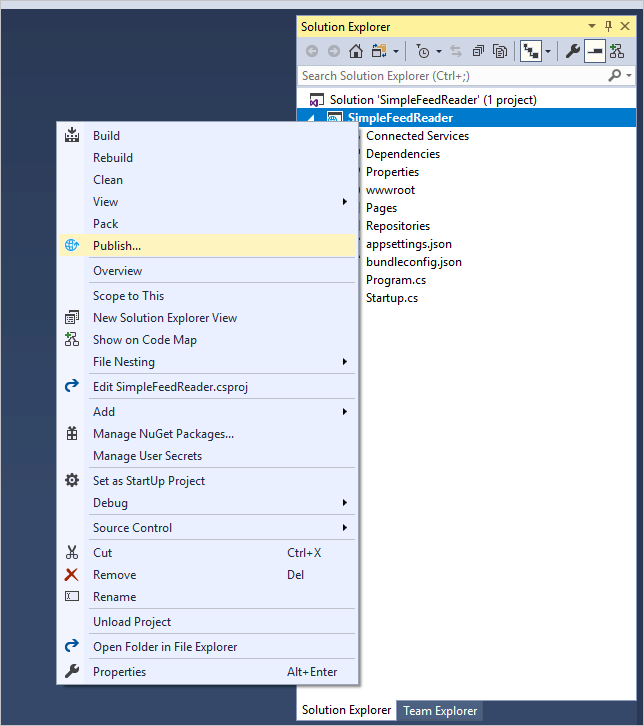 Solution Explorer
Search Solution Explorer (Ctrl+;)
Solution 'SimpleFeedReader' (1 project)
SimpleFeedReader
Connected Services
Dependencies
Properties
wwwroot
Pages
Repositories
appsettings.json
bundleconfig.json
Program.cs
Startup.cs
Build
Rebuild
Clean
View
Pack
Publish...
Overview
Scope to This
New Solution Explorer View
Show on Code Map
File Nesting
Edit SimpleFeedReader.csproj
Add
Manage NuGet Packages...
Manage User Secrets
Set as StartUp Project
Debug
Source Control
Cut Ctrl+X
Remove Del
Rename
Unload Project
Open Folder in File Explorer
Properties Alt+Enter
Solution Explorer Team Explorer